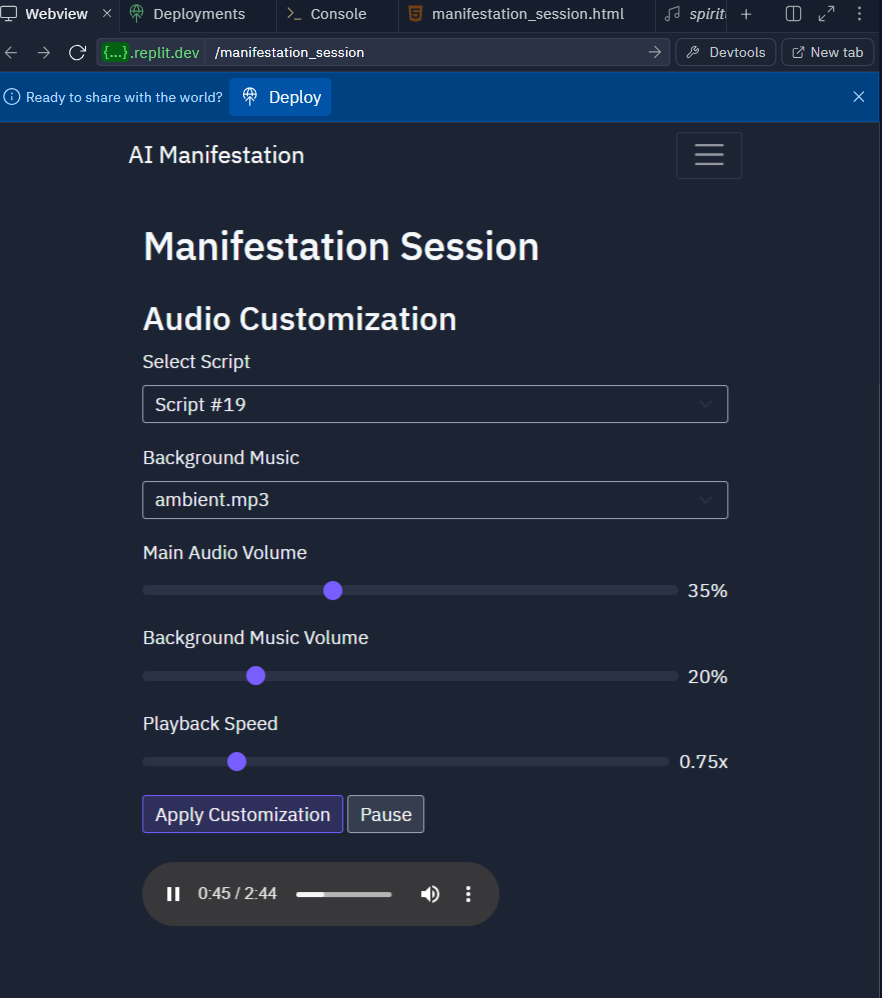 Webview
Deployments
Console
manifestation_session.html
{...}.replit.dev
/manifestation_session
Devtools
New tab
Ready to share with the world?
Deploy
AI Manifestation
Manifestation Session
Audio Customization
Select Script
Script #19
Background Music
ambient.mp3
Main Audio Volume
35%
Background Music Volume
20%
Playback Speed
0.75x
Apply Customization
Pause
0:45 / 2:44